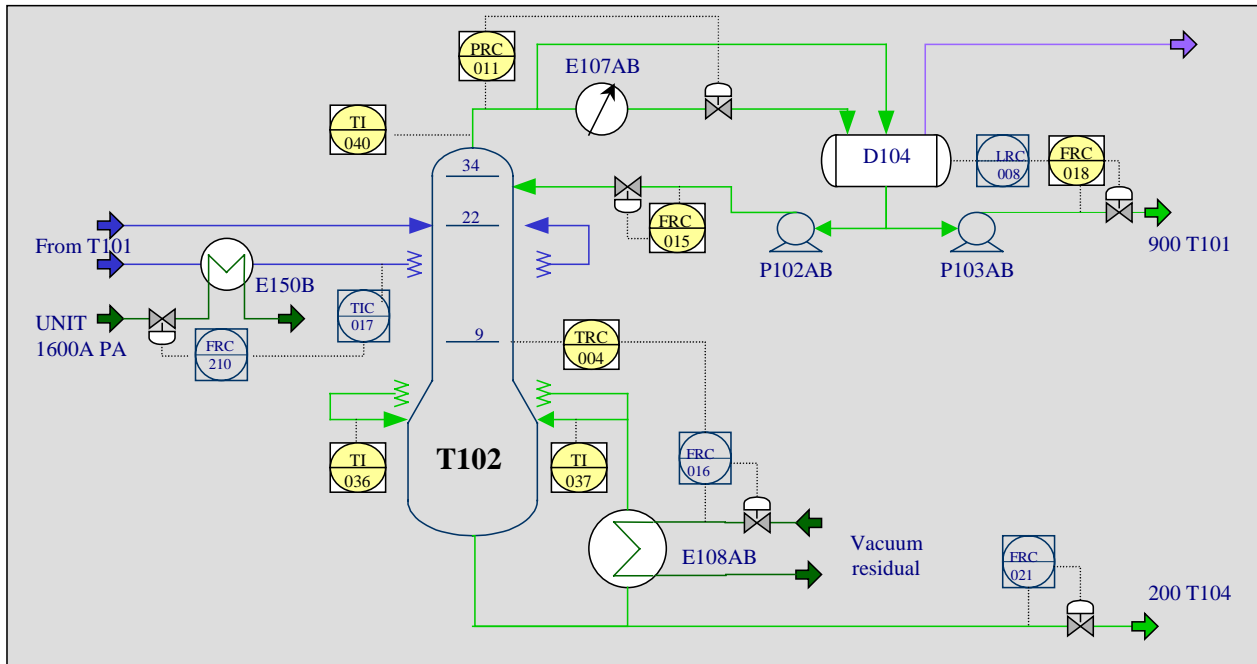 PRC
011
E107AB
TI
040
34
D104
LRC
008
FRC
018
22
From T101
FRC
015
P102AB
P103AB
900 T101
E150B
TIC
017
UNIT
1600A PA
FRC
210
9
TRC
004
T102
TI
036
TI
037
FRC
016
E108AB
Vacuum
residual
FRC
021
200 T104